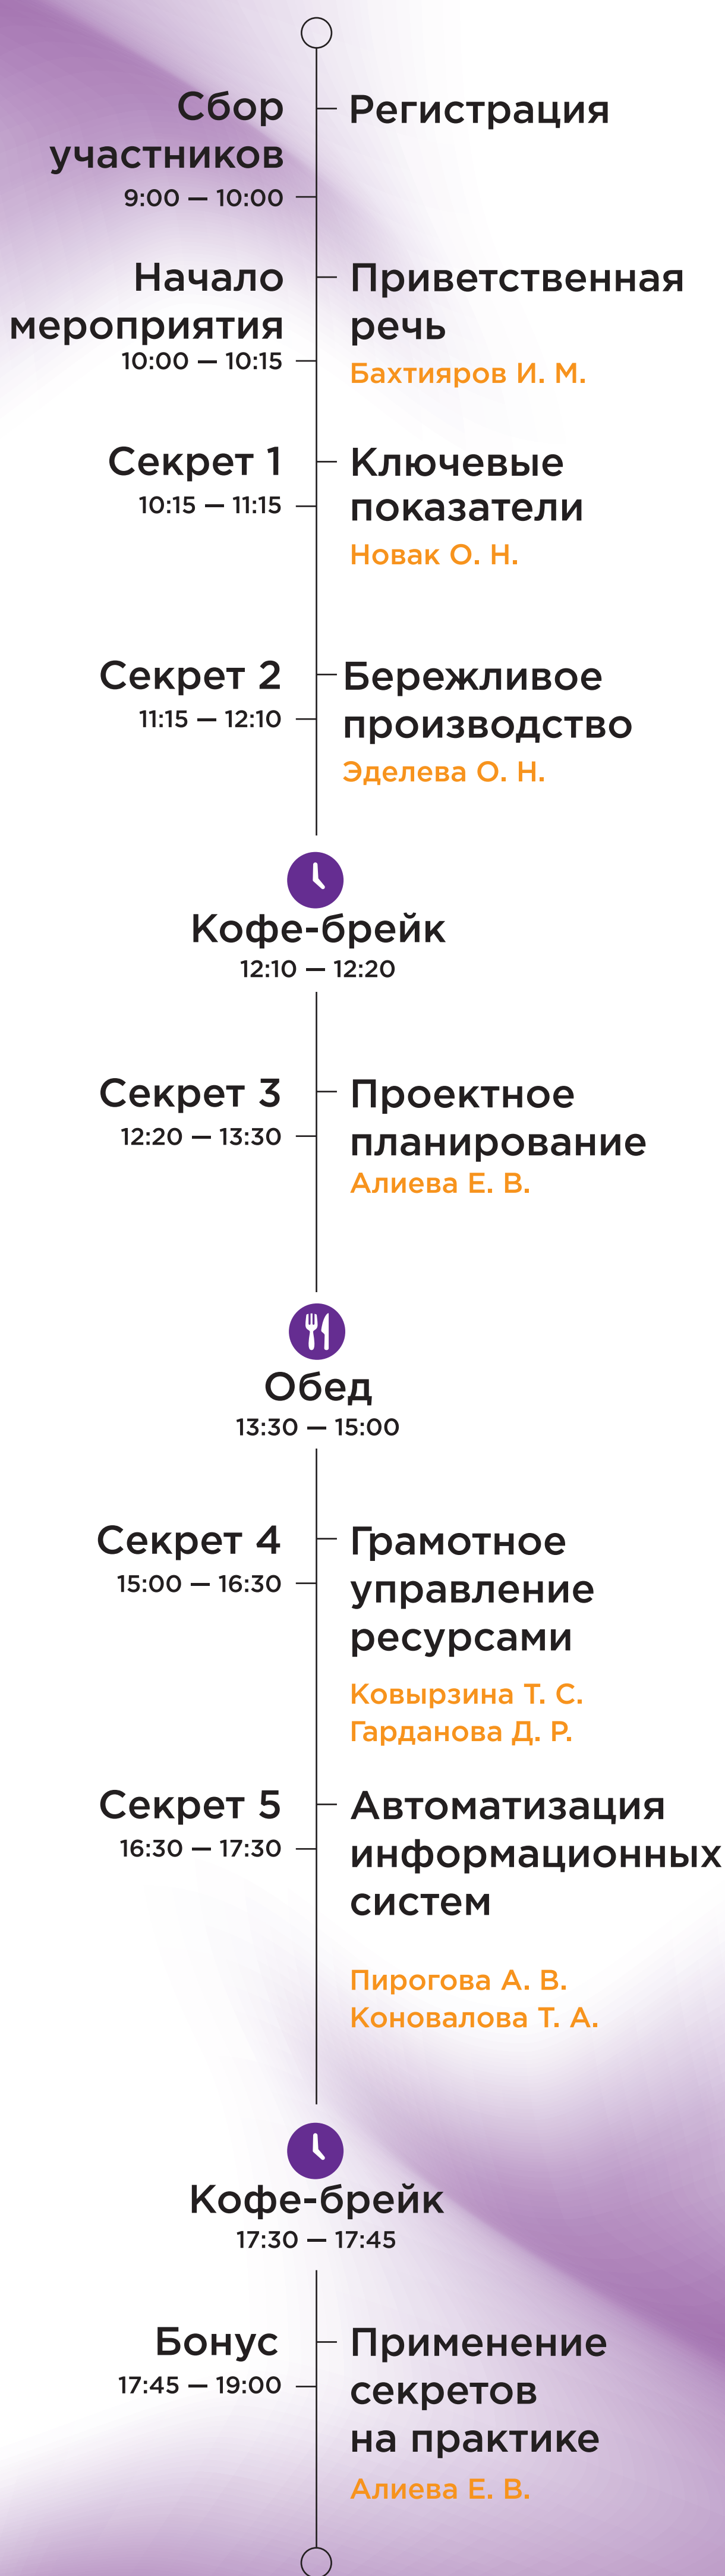 Сбор
участников
9:00 — 10:00
Регистрация
Начало
мероприятия
10:00 — 10:15
Приветственная
речь
Бахтияров И. М.
Секрет 1
10:15 — 11:15
Ключевые
показатели
Новак О. Н.
Секрет 2
11:15 — 12:10
Бережливое
производство
Эделева О. Н.
Кофе-брейк
12:10 — 12:20
Секрет 3
12:20 — 13:30
Проектное
планирование
Алиева Е. В.
Обед
13:30 — 15:00
Секрет 4
15:00 — 16:30
Грамотное
управление
ресурсами
Ковырзина Т. С.
Гарданова Д. Р.
Секрет 5
16:30 — 17:30
Автоматизация
информационных
систем
Пирогова А. В.
Коновалова Т. А.
Кофе-брейк
17:30 — 17:45
Бонус
17:45 — 19:00
Применение
секретов
на практике
Алиева Е. В.